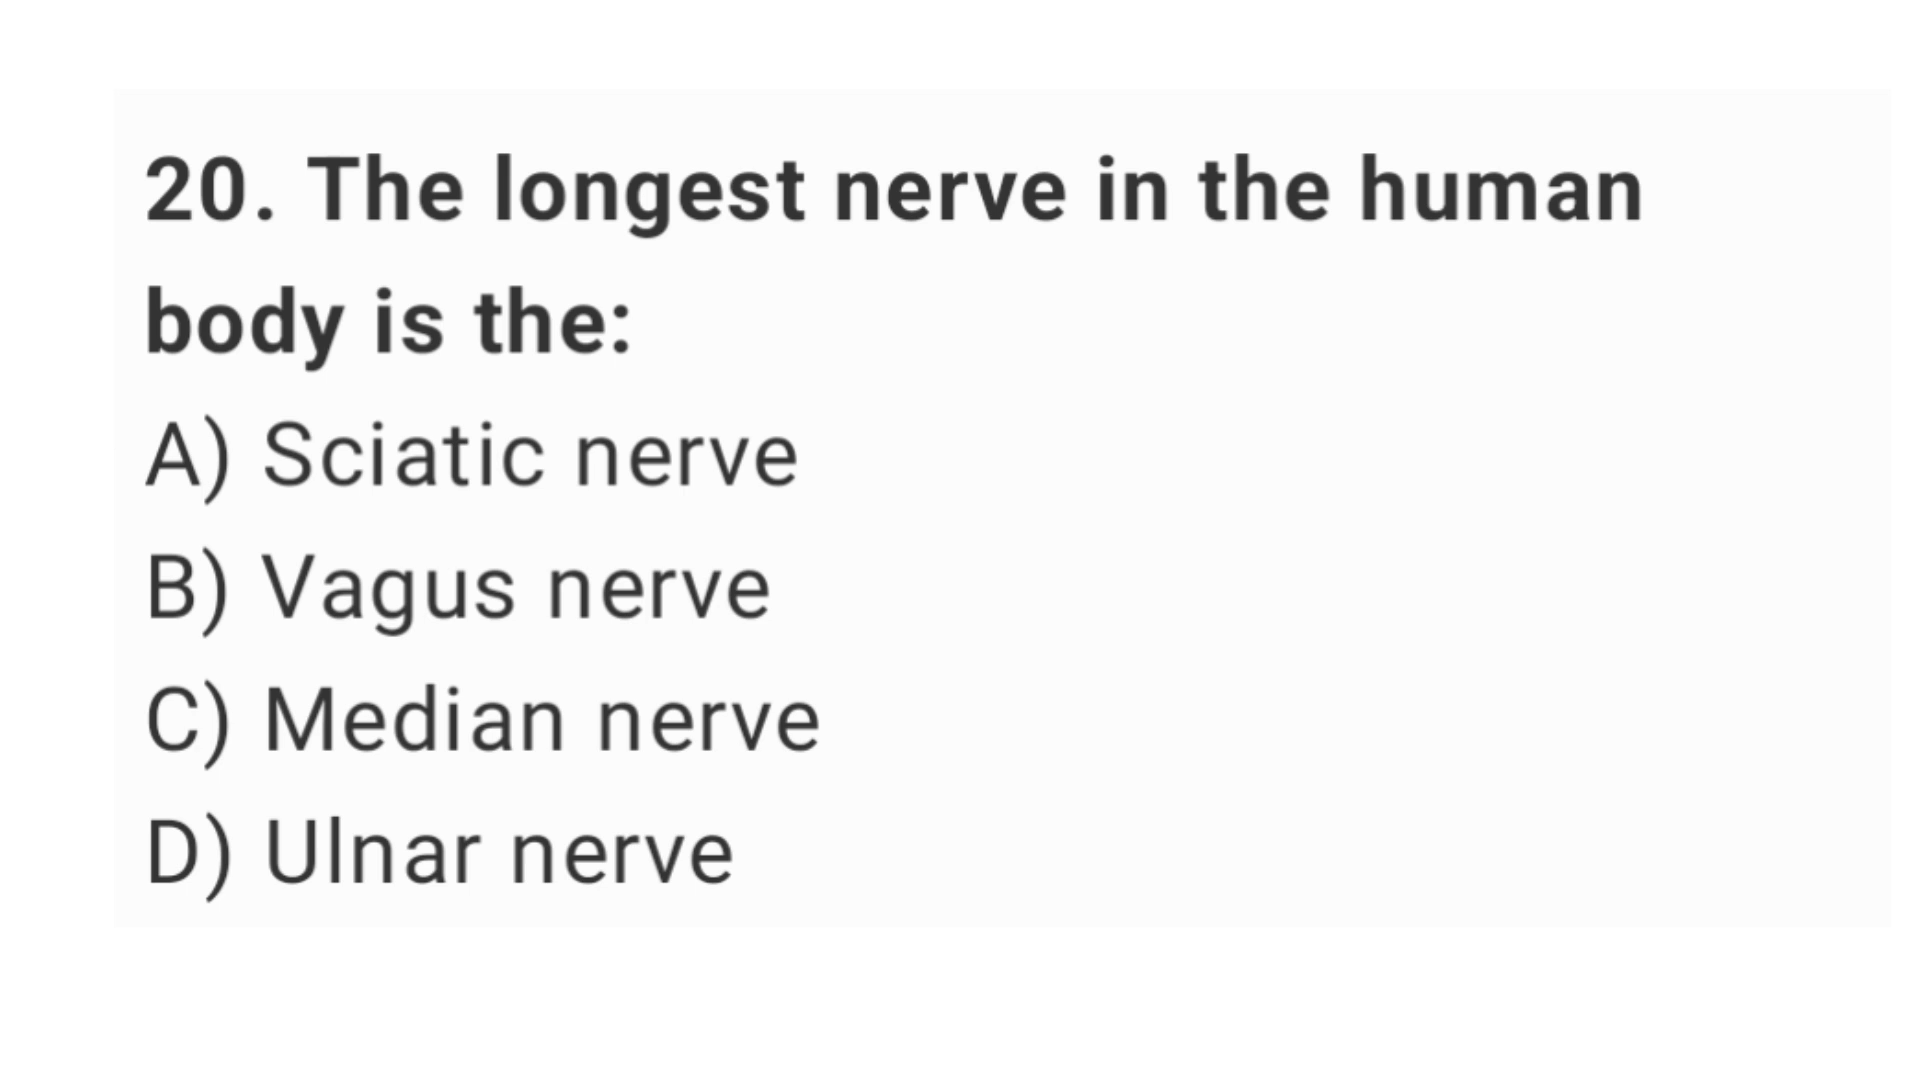 20. The longest nerve in the human
body is the:
A) Sciatic nerve
B) Vagus nerve
C) Median nerve
D) Ulnar nerve